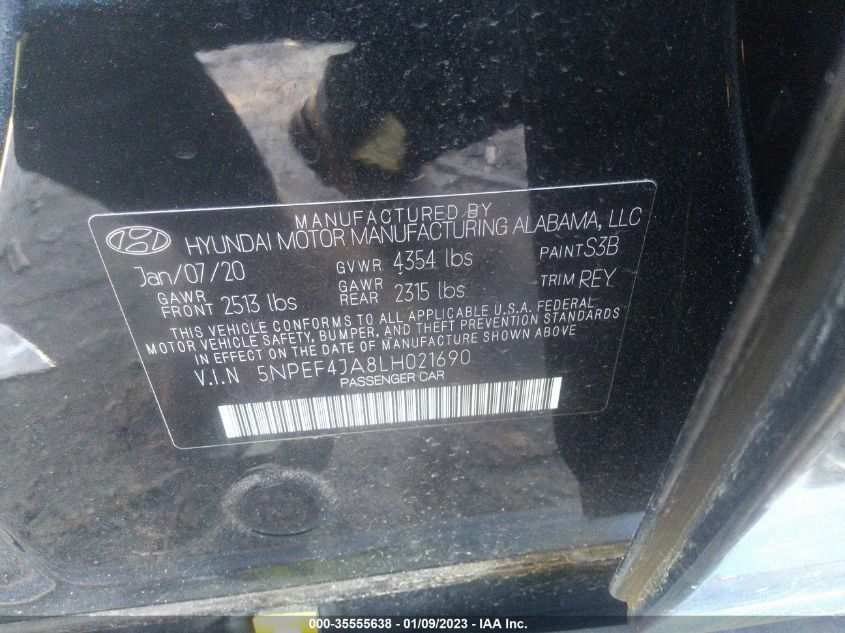 MANUFACTURED BY
HYUNDAI MOTOR MANUFACTURING ALABAMA, LLC
Jan/07/20 GVWR 4354 lbs PAINT S3B
GAWR FRONT 2513 lbs GAWR REAR 2315 lbs TRIM REY
THIS VEHICLE CONFORMS TO ALL APPLICABLE U.S.A. FEDERAL
MOTOR VEHICLE SAFETY, BUMPER, AND THEFT PREVENTION STANDARDS
IN EFFECT ON THE DATE OF MANUFACTURE SHOWN ABOVE
V.I.N 5NPEF4JA8LH021690
PASSENGER CAR
000-35555638 - 01/09/2023 - IAA Inc.